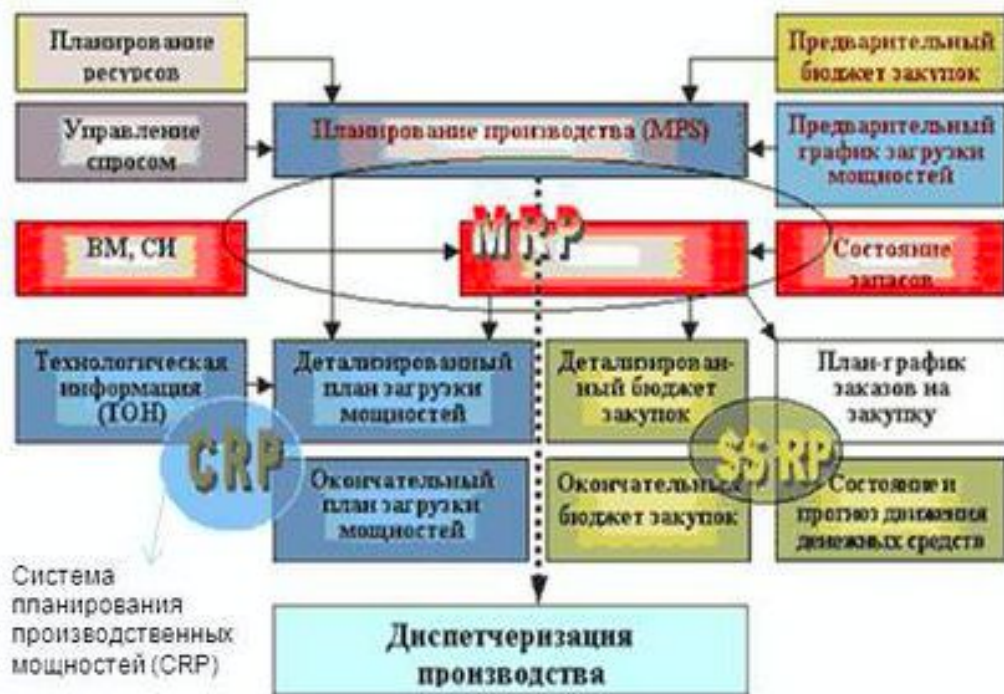 Планирование
ресурсов
Предварительный
бюджет закупок
Управление
спросом
Планирование производства (MPS)
Предварительный
график загрузки
мощностей
ВМ, СИ
MRP
Состояние
запасов
Технологическая
информация
(ТОН)
Детализированный
план загрузки
мощностей
Детализирован-
ный бюджет
закупок
План-график
заказов на
закупку
CRP
SSRP
Окончательный
план загрузки
мощностей
Окончательный
бюджет закупок
Состояние и
прогноз движения
денежных средств
Система
планирования
производственных
мощностей (CRP)
Диспетчеризация
производства